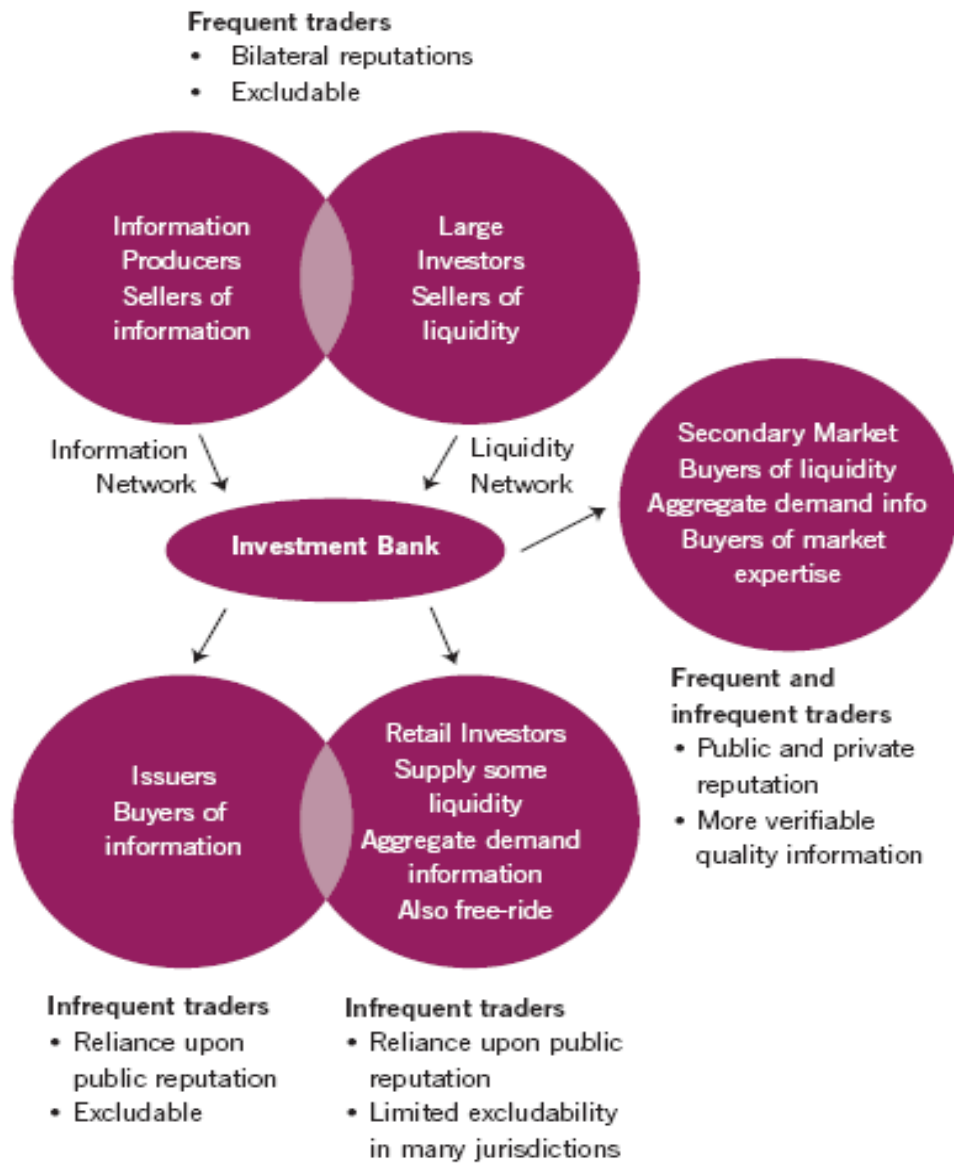 Frequent traders
• Bilateral reputations
• Excludable
Information
Producers
Sellers of
information
Large
Investors
Sellers of
liquidity
Information
Network
Liquidity
Network
Secondary Market
Buyers of liquidity
Aggregate demand info
Buyers of market
expertise
Investment Bank
Frequent and
infrequent traders
• Public and private
reputation
• More verifiable
quality information
Issuers
Buyers of
information
Retail Investors
Supply some
liquidity
Aggregate demand
information
Also free-ride
Infrequent traders
• Reliance upon
public reputation
• Excludable
Infrequent traders
• Reliance upon public
reputation
• Limited excludability
in many jurisdictions